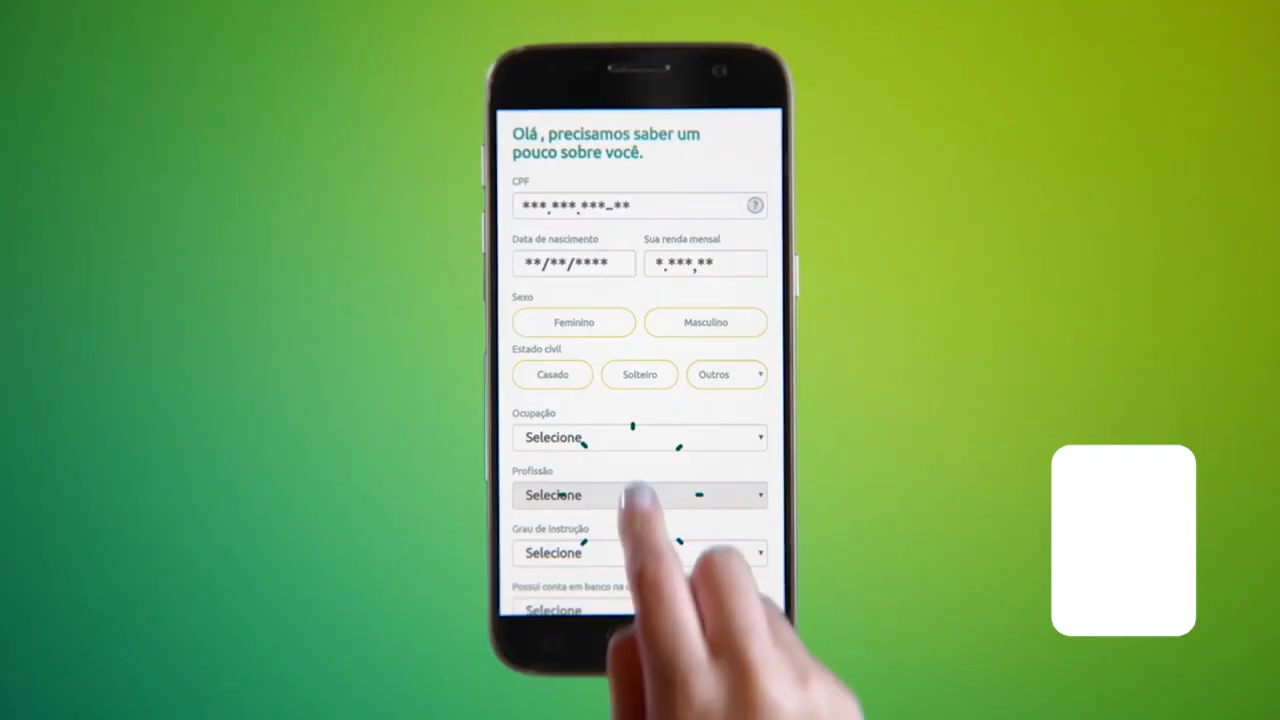 Olá, precisamos saber um
pouco sobre você.
CPF
***.***.***-**
?
Data de nascimento
Sua renda mensal
**/**/****
*.***,**
Sexo
Feminino
Masculino
Estado civil
Casado
Solteiro
Outros
Ocupação
Selecione
Profissão
Selecione
Grau de instrução
Selecione
Possui conta em banco na
Selecione